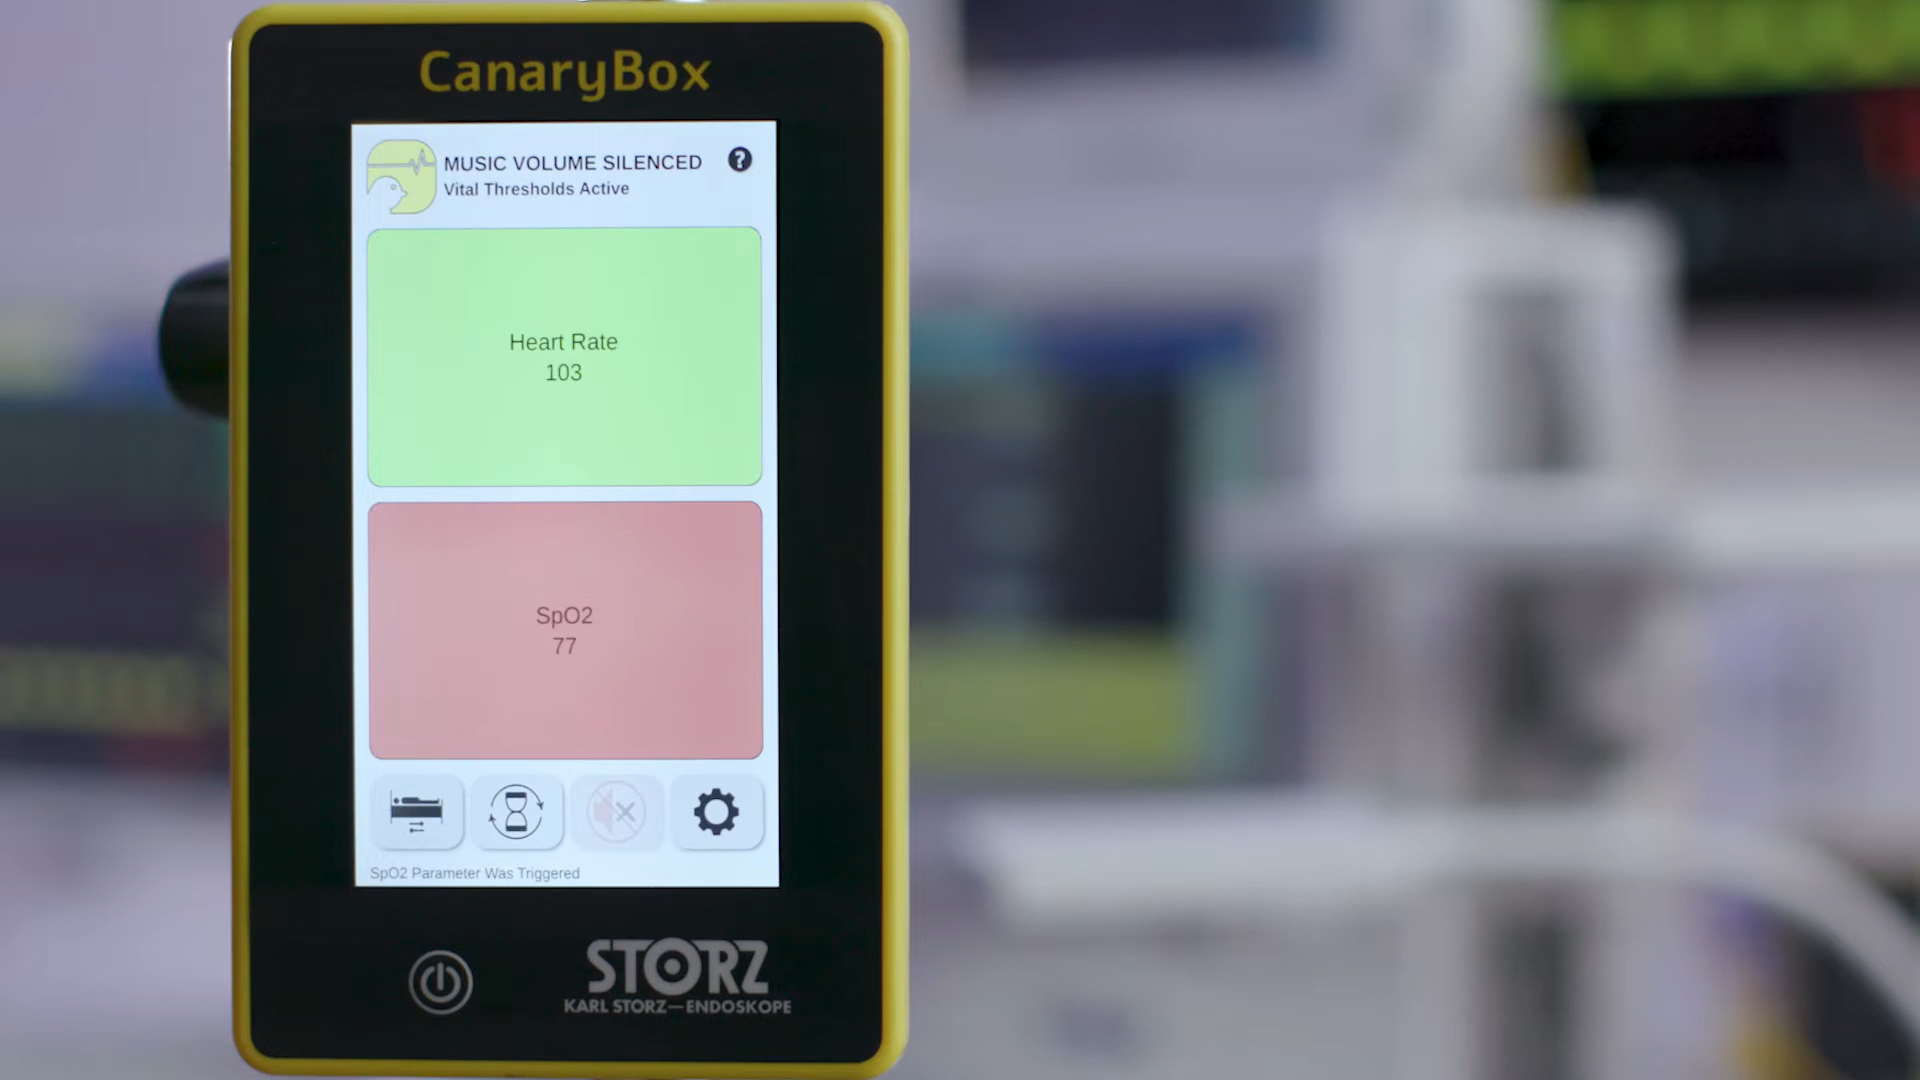 CanaryBox
MUSIC VOLUME SILENCED
Vital Thresholds Active
?
Heart Rate
103
SpO2
77
SpO2 Parameter Was Triggered
STORZ
KARL STORZ—ENDOSKOPE